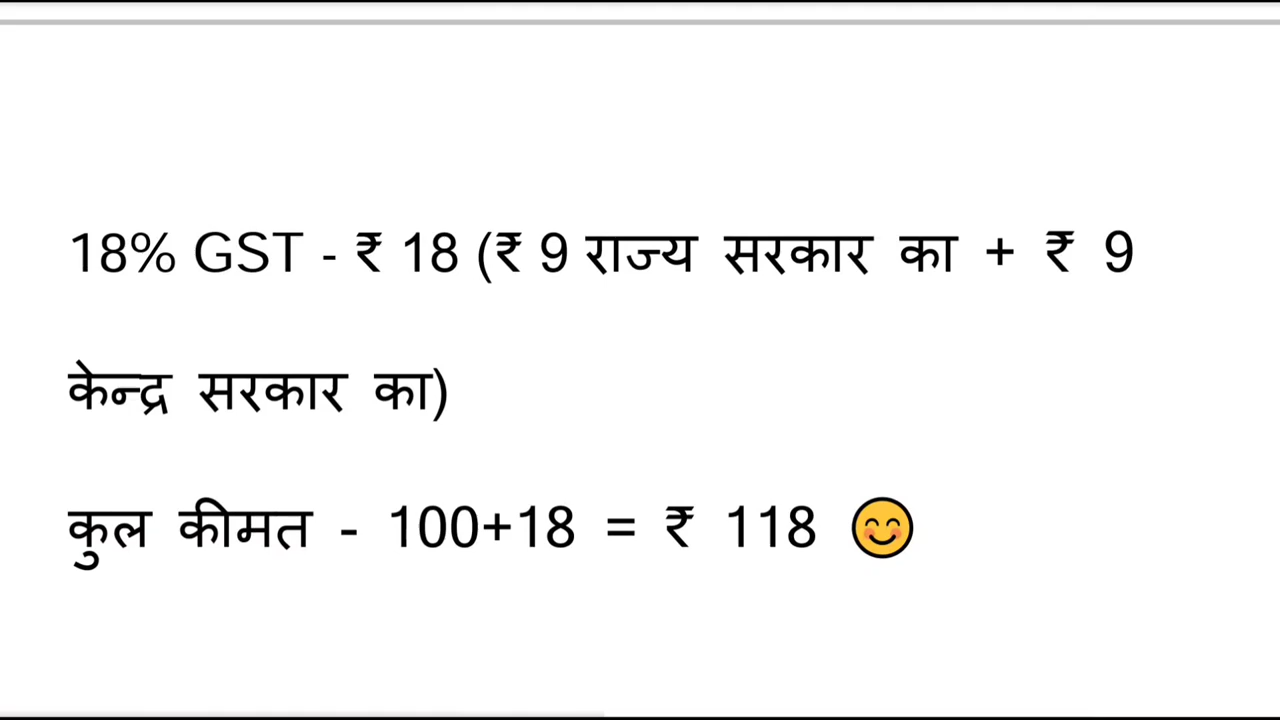 18% GST - ₹ 18 (₹ 9 राज्य सरकार का + ₹ 9
केन्द्र सरकार का)
कुल कीमत - 100+18 = ₹ 118 😊